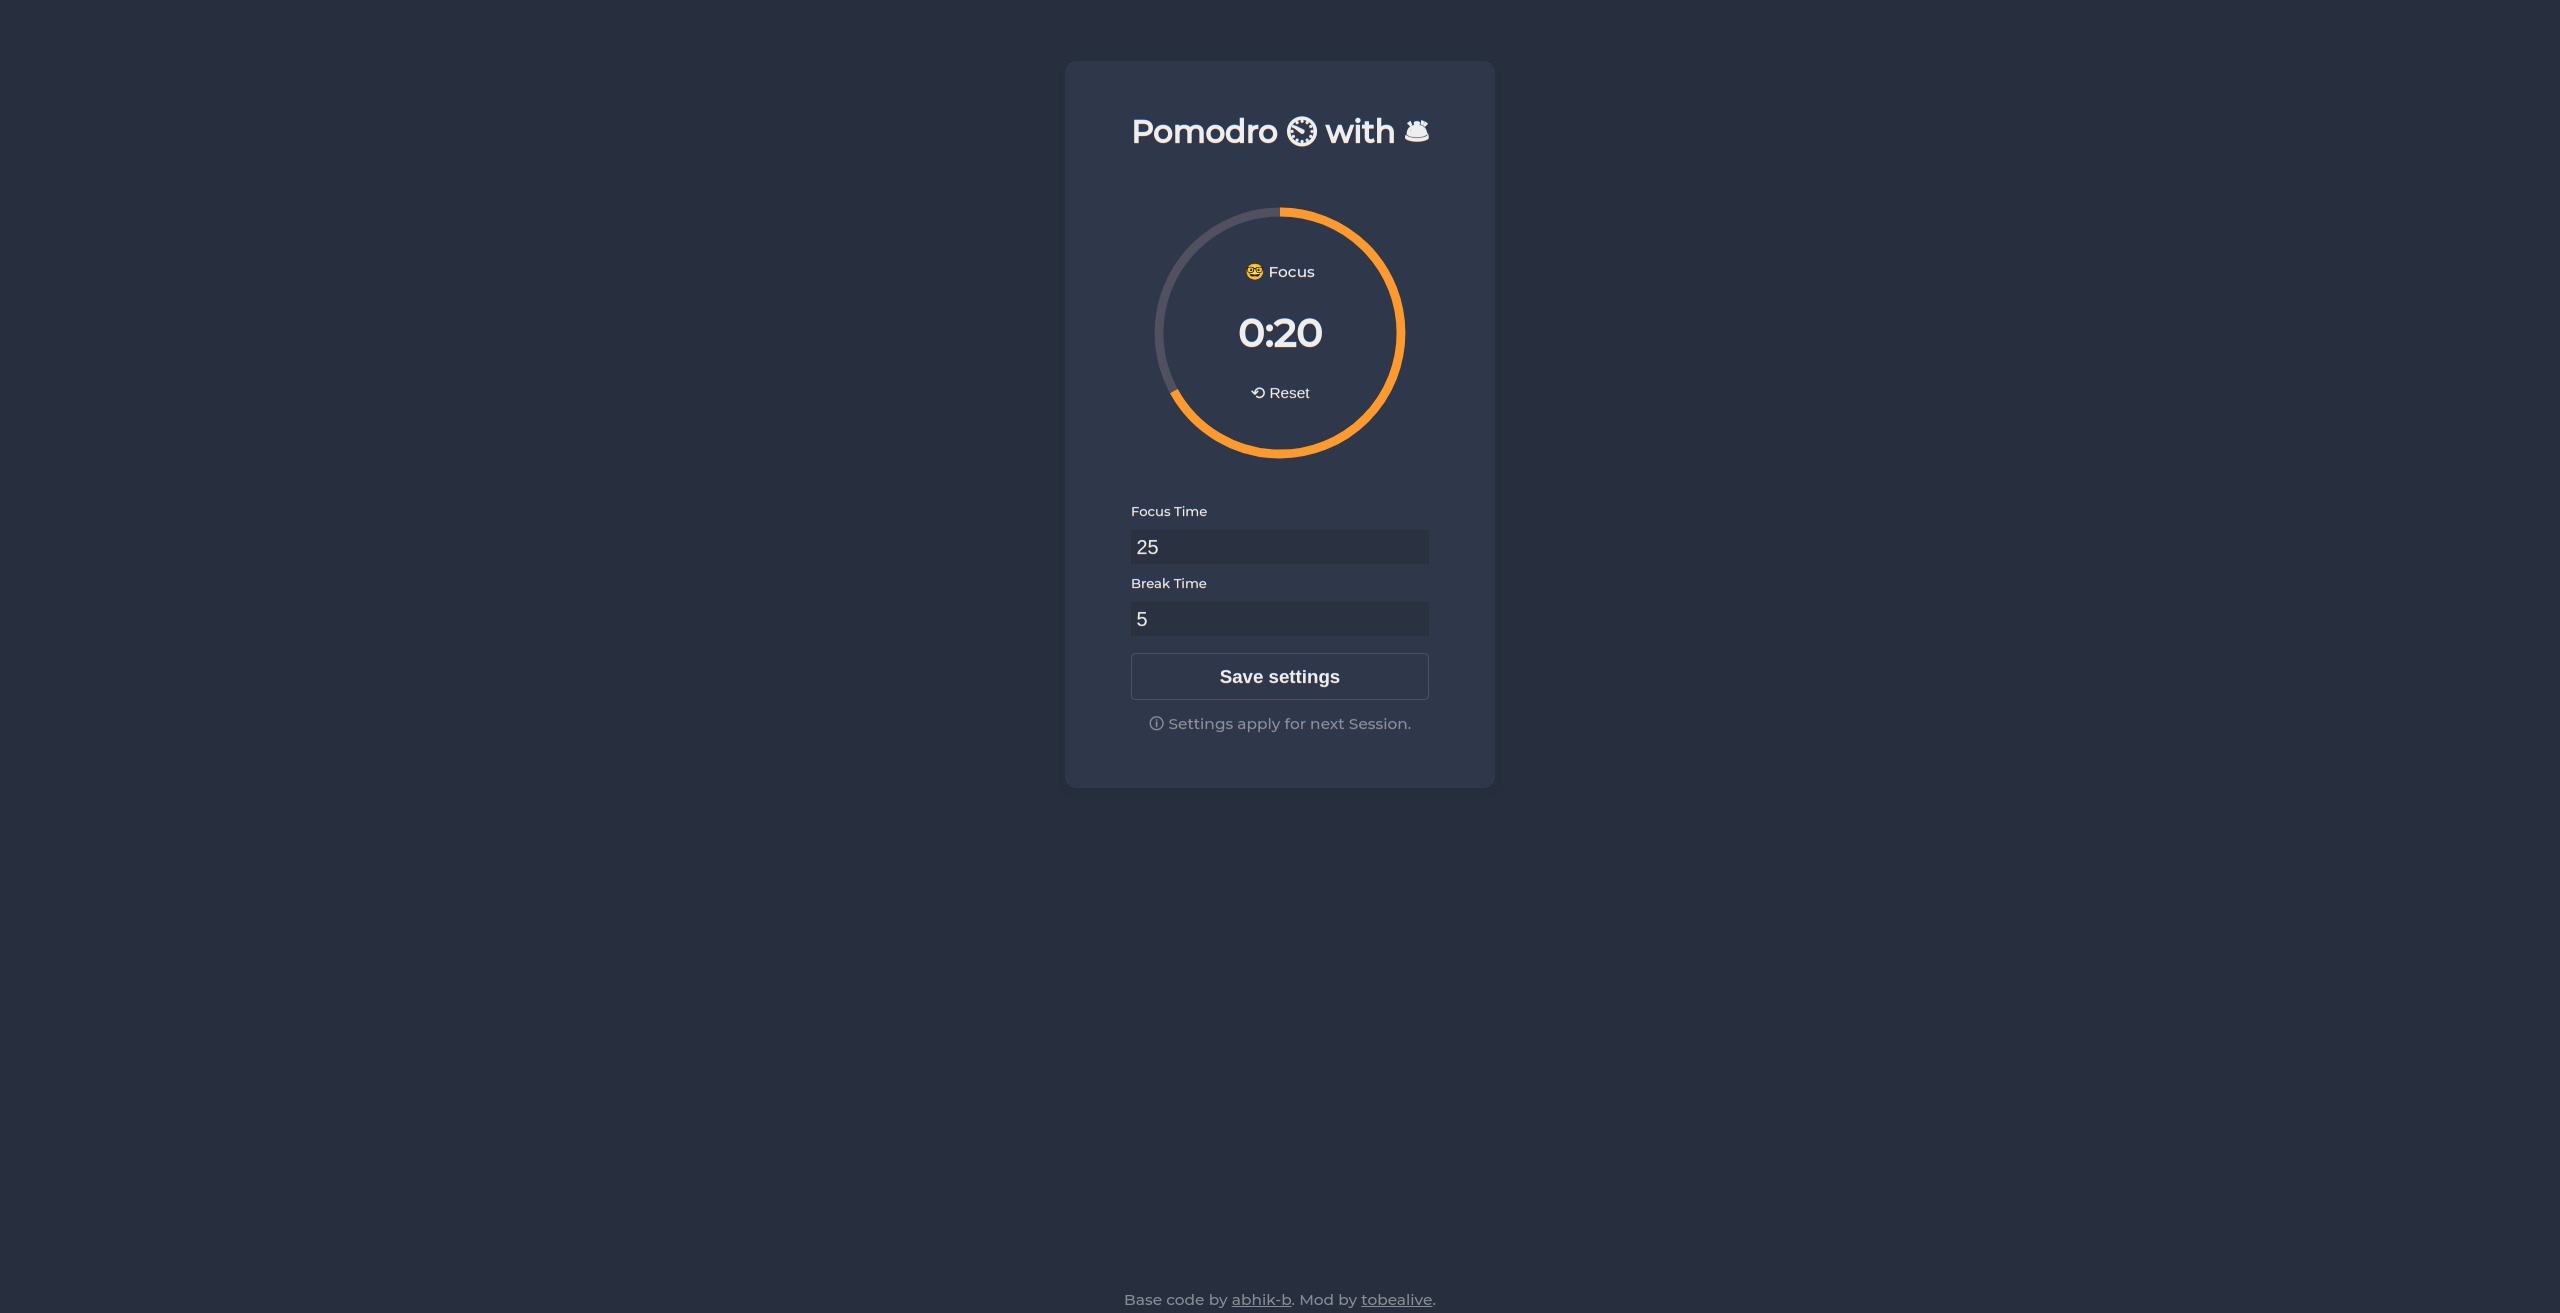 Pomodro ⏲ with 🛎
🤓 Focus
0:20
⟲ Reset
Focus Time
25
Break Time
5
Save settings
ⓘ Settings apply for next Session.
Base code by abhik-b. Mod by tobealive.